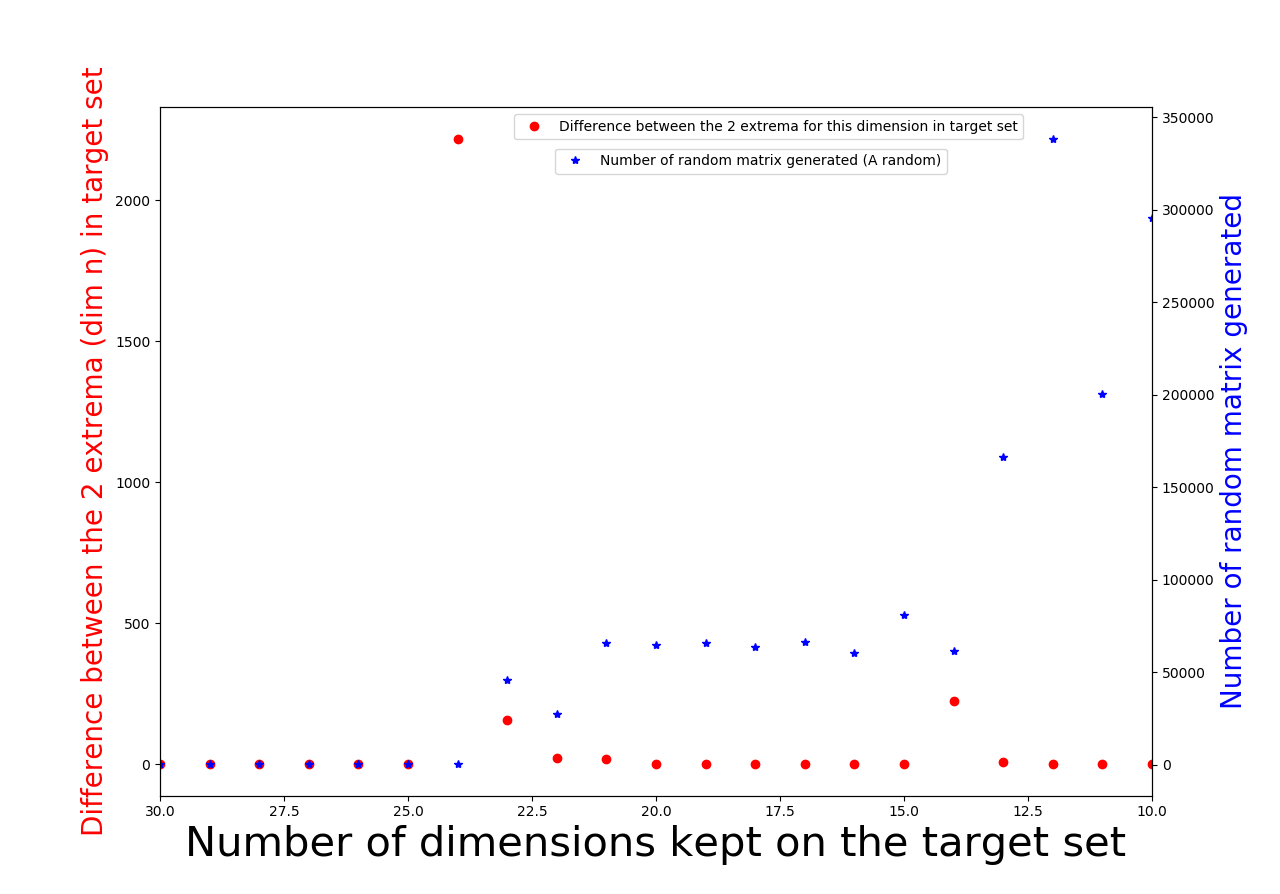 Difference between the 2 extrema for this dimension in target set
Number of random matrix generated (A random)
Difference between the 2 extrema (dim n) in target set
2000
1500
1000
500
0
350000
300000
250000
200000
150000
100000
50000
0
Number of random matrix generated
30.0 27.5 25.0 22.5 20.0 17.5 15.0 12.5 10.0
Number of dimensions kept on the target set